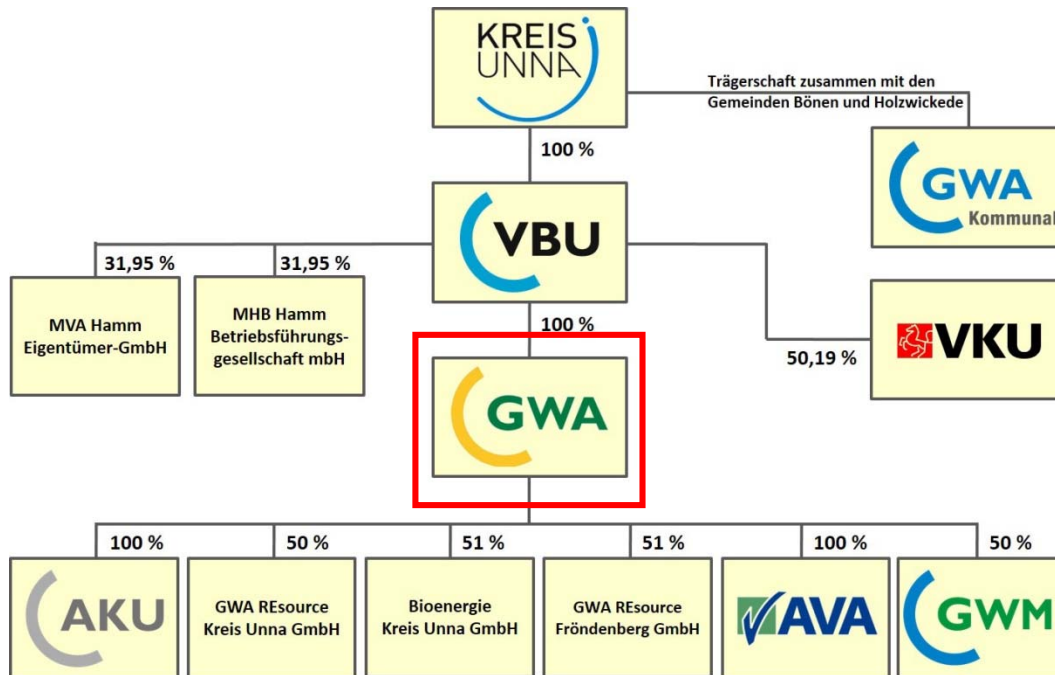 KREIS
UNNA
Trägerschaft zusammen mit den
Gemeinden Bönen und Holzwickede
100 %
GWA
Kommunal
VBU
31,95 %
31,95 %
MVA Hamm
Eigentümer-GmbH
MHB Hamm
Betriebsführungs-
gesellschaft mbH
100 %
50,19 %
VKU
GWA
100 %
50 %
51 %
51 %
100 %
50 %
AKU
GWA REsource
Kreis Unna GmbH
Bioenergie
Kreis Unna GmbH
GWA REsource
Fröndenberg GmbH
AVA
GWM